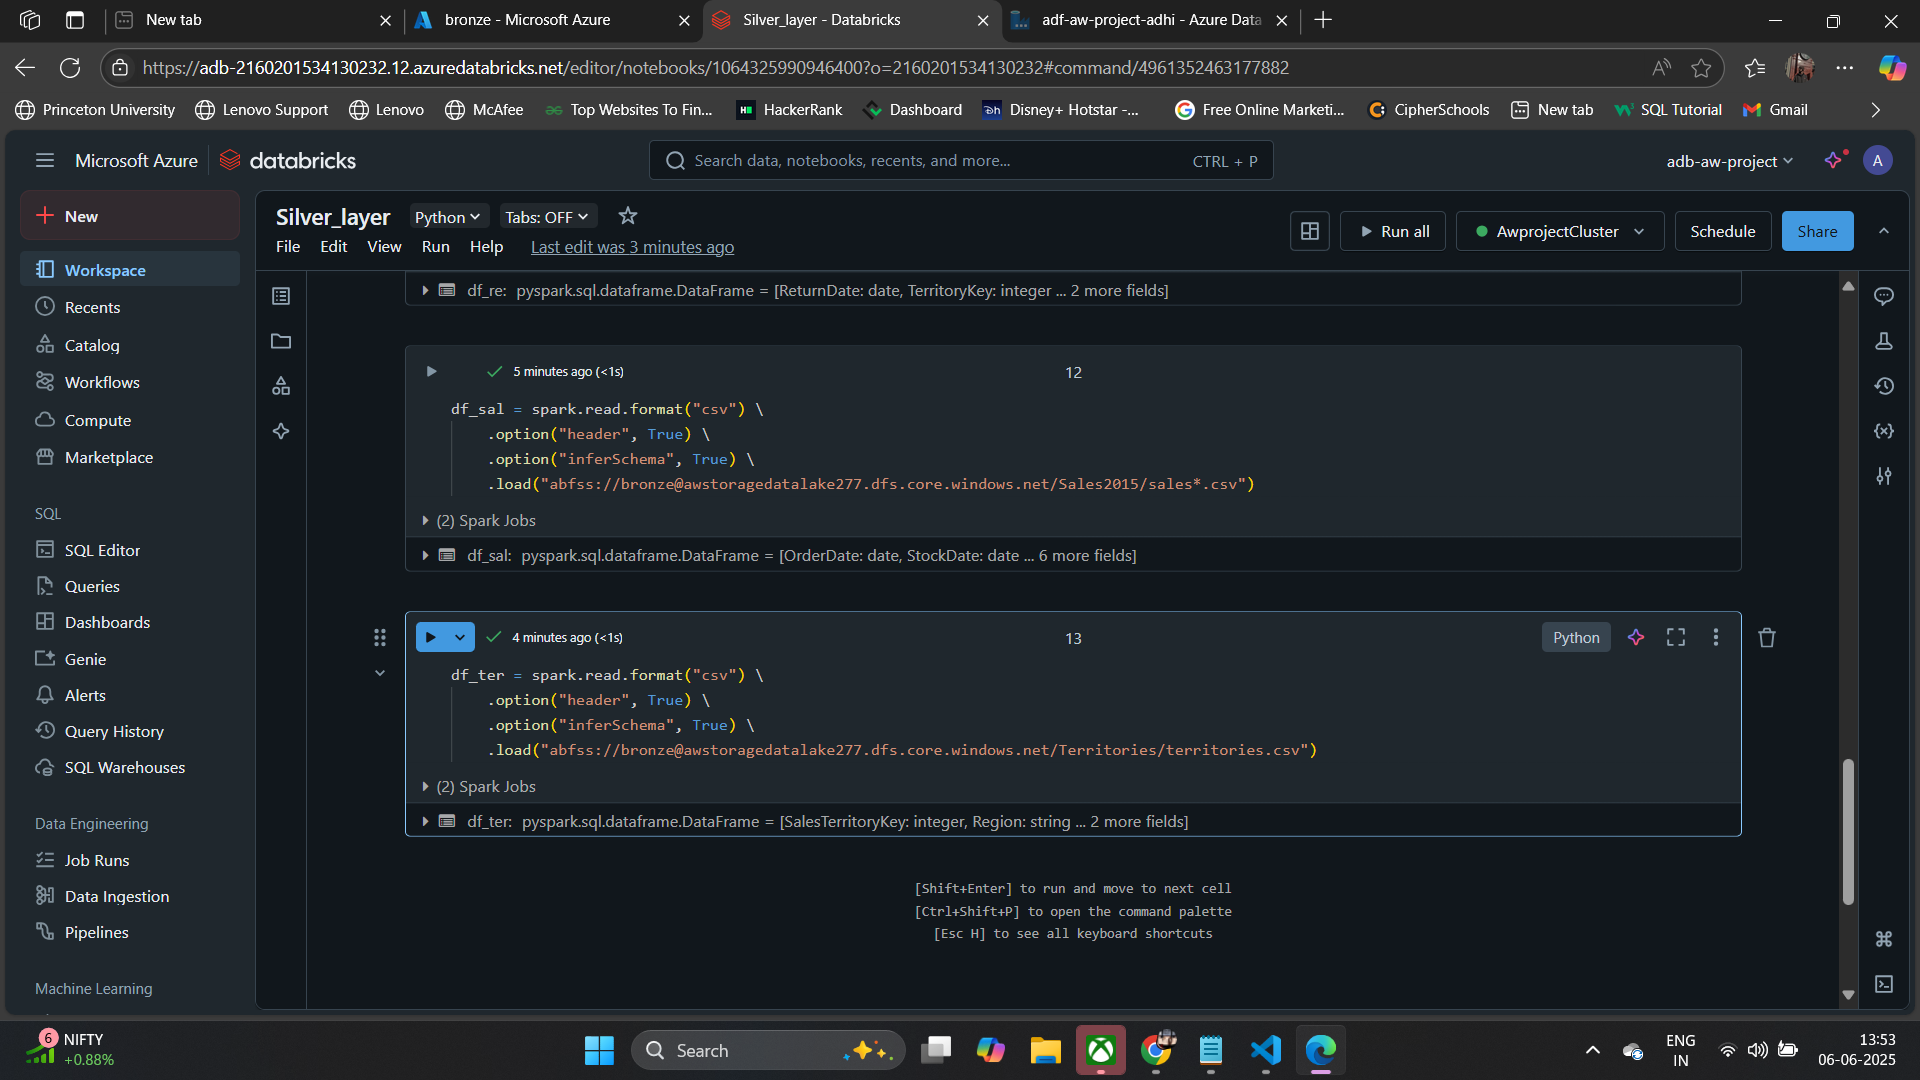 New tab
bronze - Microsoft Azure
Silver_layer - Databricks
adf-aw-project-adhi - Azure Data
https://adb-2160201534130232.12.azuredatabricks.net/editor/notebooks/1064325990946400?o=2160201534130232#command/4961352463177882
Princeton University
Lenovo Support
Lenovo
McAfee
Top Websites To Fin...
HackerRank
Dashboard
Disney+ Hotstar -...
Free Online Marketi...
CipherSchools
New tab
SQL Tutorial
Gmail
Microsoft Azure
databricks
Search data, notebooks, recents, and more...
CTRL + P
adb-aw-project
A
New
Workspace
Recents
Catalog
Workflows
Compute
Marketplace
SQL
SQL Editor
Queries
Dashboards
Genie
Alerts
Query History
SQL Warehouses
Data Engineering
Job Runs
Data Ingestion
Pipelines
Machine Learning
Silver_layer
Python
Tabs: OFF
File Edit View Run Help Last edit was 3 minutes ago
Run all
AwprojectCluster
Schedule
Share
df_re: pyspark.sql.dataframe.DataFrame = [ReturnDate: date, TerritoryKey: integer ... 2 more fields]
5 minutes ago (<1s)
12
df_sal = spark.read.format("csv") \
.option("header", True) \
.option("inferSchema", True) \
.load("abfss://bronze@awstoragedatalake277.dfs.core.windows.net/Sales2015/sales*.csv")
(2) Spark Jobs
df_sal: pyspark.sql.dataframe.DataFrame = [OrderDate: date, StockDate: date ... 6 more fields]
4 minutes ago (<1s)
13
Python
df_ter = spark.read.format("csv") \
.option("header", True) \
.option("inferSchema", True) \
.load("abfss://bronze@awstoragedatalake277.dfs.core.windows.net/Territories/territories.csv")
(2) Spark Jobs
df_ter: pyspark.sql.dataframe.DataFrame = [SalesTerritoryKey: integer, Region: string ... 2 more fields]
[Shift+Enter] to run and move to next cell
[Ctrl+Shift+P] to open the command palette
[Esc H] to see all keyboard shortcuts
6
NIFTY
+0.88%
Search
ENG
IN
13:53
06-06-2025